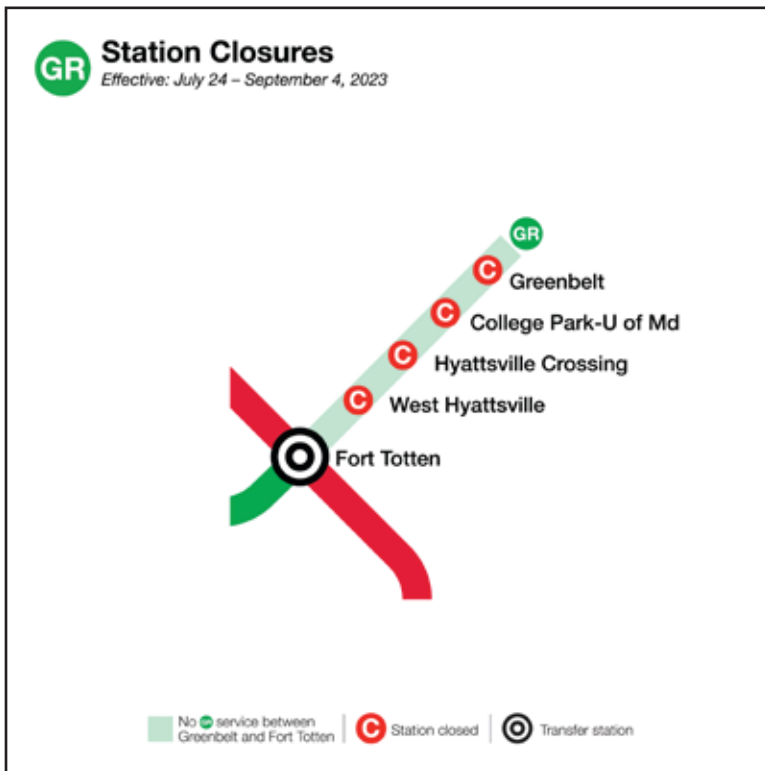 GR
Station Closures
Effective: July 24 – September 4, 2023
GR
C
Greenbelt
C
College Park-U of Md
C
Hyattsville Crossing
C
West Hyattsville
Fort Totten
No GR service between
Greenbelt and Fort Totten
C Station closed
Transfer station